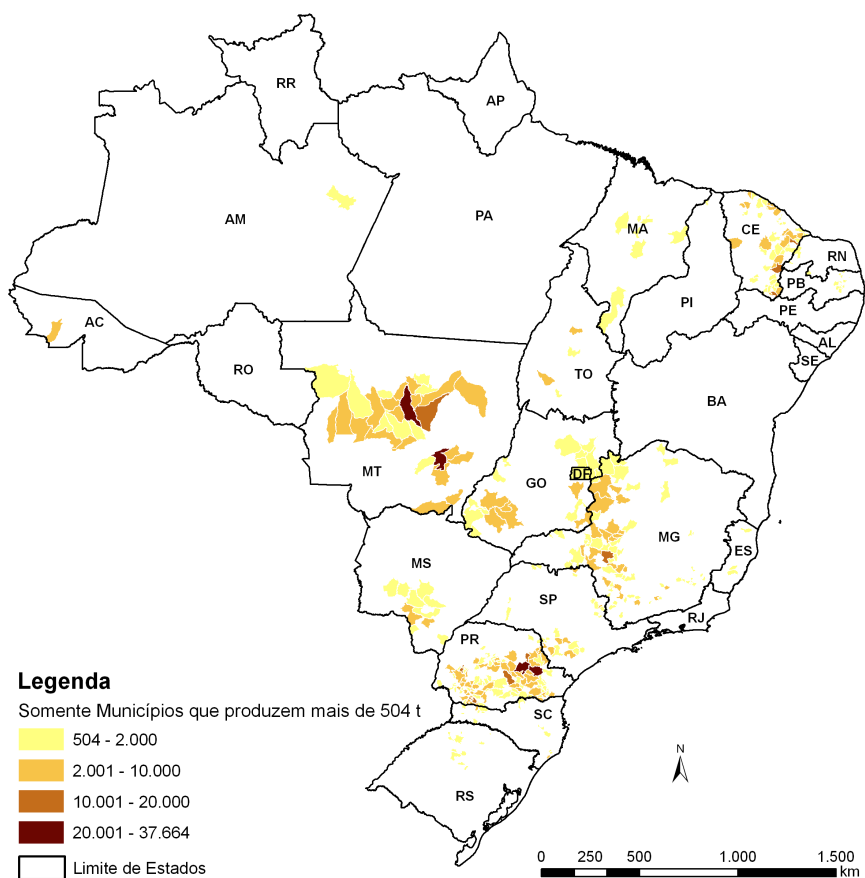 RR
AP
AM
PA
MA
CE
RN
PB
PE
PI
AL
SE
AC
RO
TO
BA
MT
GO
DF
MG
ES
MS
SP
RJ
PR
SC
RS
Legenda
Somente Municípios que produzem mais de 504 t
504 - 2.000
2.001 - 10.000
10.001 - 20.000
20.001 - 37.664
Limite de Estados
N
0 250 500 1.000 1.500
km